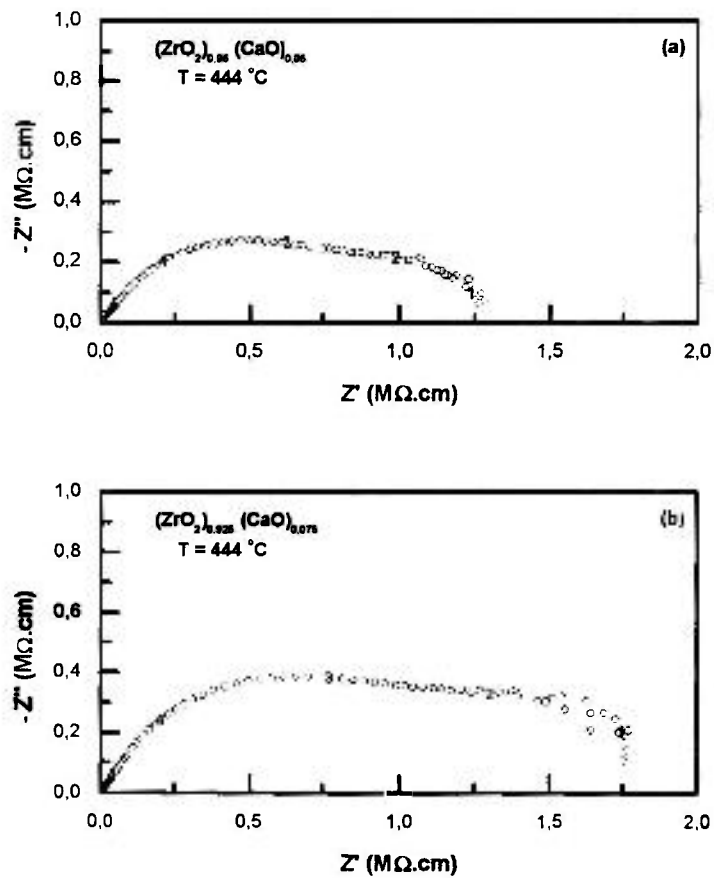 1,0
(ZrO2)0,95 (CaO)0,05
(a)
T = 444 °C
0,8
0,6
0,4
0,2
0,0
- Z'' (MΩ.cm)
0,0 0,5 1,0 1,5 2,0
Z' (MΩ.cm)
1,0
(ZrO2)0,925 (CaO)0,075
(b)
T = 444 °C
0,8
0,6
0,4
0,2
0,0
- Z'' (MΩ.cm)
0,0 0,5 1,0 1,5 2,0
Z' (MΩ.cm)